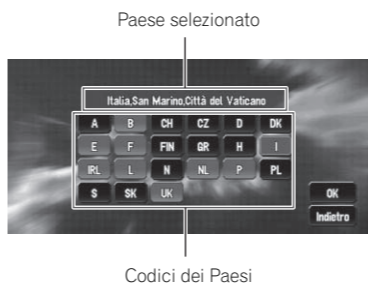 Paese selezionato
Italia,San Marino,Città del Vaticano
A B CH CZ D DK
E F FIN GR H I
IRL L N NL P PL
S SK UK
OK
Indietro
Codici dei Paesi